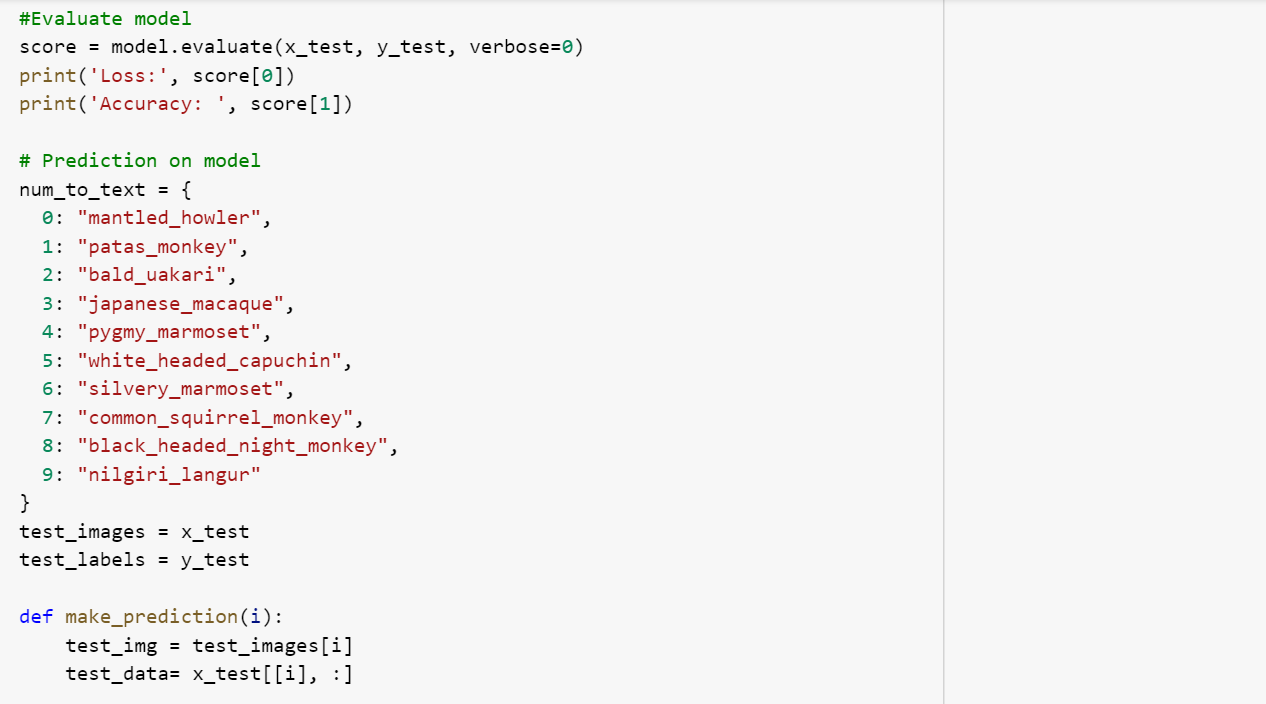 #Evaluate model
score = model.evaluate(x_test, y_test, verbose=0)
print('Loss:', score[0])
print('Accuracy: ', score[1])
# Prediction on model
num_to_text = {
  0: "mantled_howler",
  1: "patas_monkey",
  2: "bald_uakari",
  3: "japanese_macaque",
  4: "pygmy_marmoset",
  5: "white_headed_capuchin",
  6: "silvery_marmoset",
  7: "common_squirrel_monkey",
  8: "black_headed_night_monkey",
  9: "nilgiri_langur"
}
test_images = x_test
test_labels = y_test
def make_prediction(i):
    test_img = test_images[i]
    test_data= x_test[[i], :]